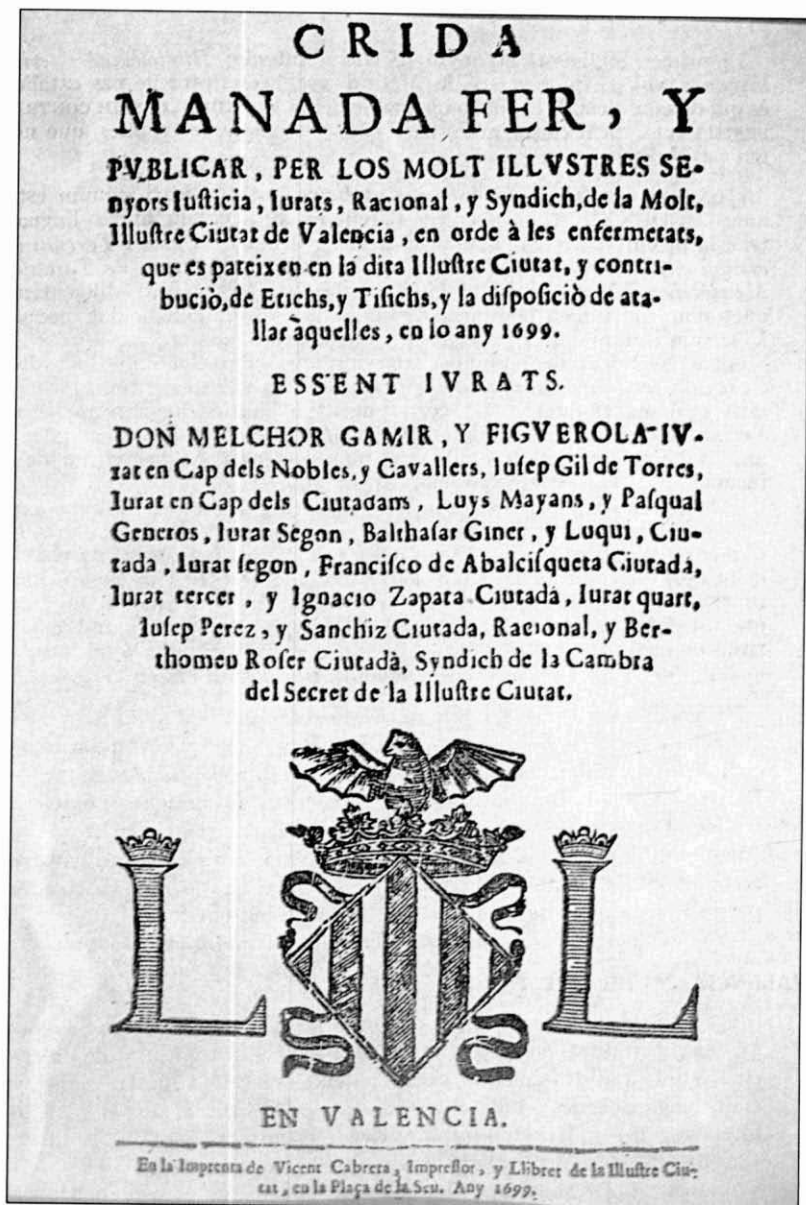 CRIDA
MANADA FER, Y
PVBLICAR, PER LOS MOLT ILLVSTRES SE-
nyors Iuſticia, Iurats, Racional, y Syndich, de la Molt,
Illuſtre Ciutat de Valencia, en orde à les enfermetats,
que es pateixen en la dita Illuſtre Ciutat, y contri-
buciò, de Etichs, y Tiſichs, y la diſpoſiciò de ata-
llar aquelles, en lo any 1699.
ESSENT IVRATS.
DON MELCHOR GAMIR, Y FIGVEROLA IV-
rat en Cap dels Nobles, y Cavallers, Iuſep Gil de Torres,
Iurat en Cap dels Ciutadans, Luys Mayans, y Paſqual
Generos, Iurat Segon, Balthaſar Giner, y Luqui, Ciu-
tada, Iurat ſegon, Franciſco de Abalciſqueta Ciutadà,
Iurat tercer, y Ignacio Zapata Ciutadà, Iurat quart,
Iuſep Perez, y Sanchiz Ciutada, Racional, y Ber-
thomeu Roſer Ciutadà, Syndich de la Cambra
del Secret de la Illuſtre Ciutat.
L L
EN VALENCIA.
En la Imprenta de Vicent Cabrera, Impreſſor, y Llibret de la Illuſtre Ciu-
tat, en la Plaça de la Seu. Any 1699.